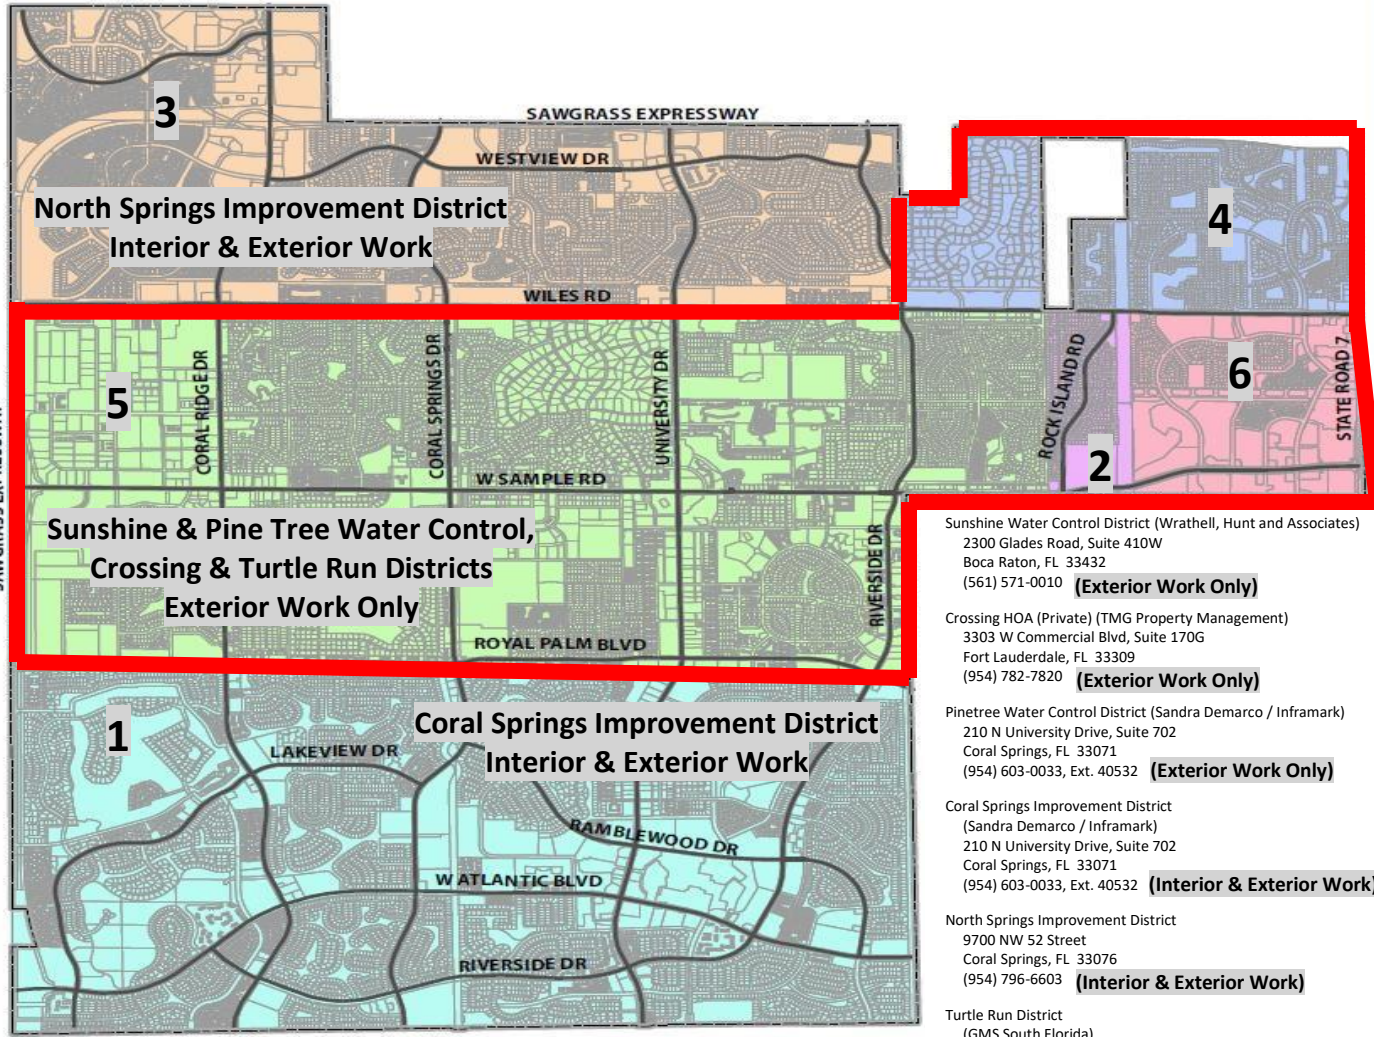 SAWGRASS EXPRESSWAY
3
WESTVIEW DR
North Springs Improvement District
Interior & Exterior Work
4
WILES RD
5
CORAL RIDGE DR
CORAL SPRINGS DR
UNIVERSITY DR
ROCK ISLAND RD
6
STATE ROAD 7
2
W SAMPLE RD
Sunshine & Pine Tree Water Control,
Crossing & Turtle Run Districts
Exterior Work Only
RIVERSIDE DR
ROYAL PALM BLVD
1
Coral Springs Improvement District
Interior & Exterior Work
LAKEVIEW DR
RAMBLEWOOD DR
W ATLANTIC BLVD
RIVERSIDE DR
Sunshine Water Control District (Wrathell, Hunt and Associates)
2300 Glades Road, Suite 410W
Boca Raton, FL 33432
(561) 571-0010 (Exterior Work Only)
Crossing HOA (Private) (TMG Property Management)
3303 W Commercial Blvd, Suite 170G
Fort Lauderdale, FL 33309
(954) 782-7820 (Exterior Work Only)
Pinetree Water Control District (Sandra Demarco / Inframark)
210 N University Drive, Suite 702
Coral Springs, FL 33071
(954) 603-0033, Ext. 40532 (Exterior Work Only)
Coral Springs Improvement District
(Sandra Demarco / Inframark)
210 N University Drive, Suite 702
Coral Springs, FL 33071
(954) 603-0033, Ext. 40532 (Interior & Exterior Work)
North Springs Improvement District
9700 NW 52 Street
Coral Springs, FL 33076
(954) 796-6603 (Interior & Exterior Work)
Turtle Run District
(GMS South Florida)